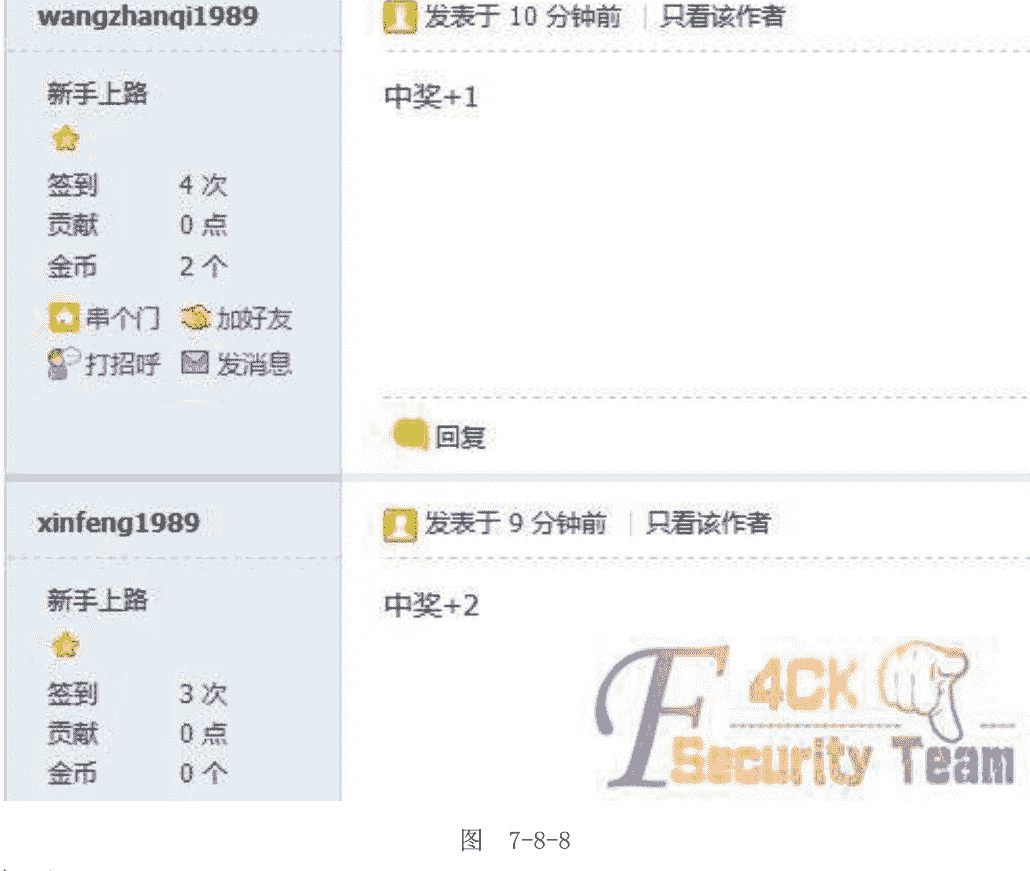 wangzhanqi1989
发表于 10 分钟前 | 只看该作者
新手上路
签到 4 次
贡献 0 点
金币 2 个
串个门 加好友
打招呼 发消息
中奖+1
回复
xinfeng1989
发表于 9 分钟前 | 只看该作者
新手上路
签到 3 次
贡献 0 点
金币 0 个
中奖+2
F4CK
Security Team
图 7-8-8